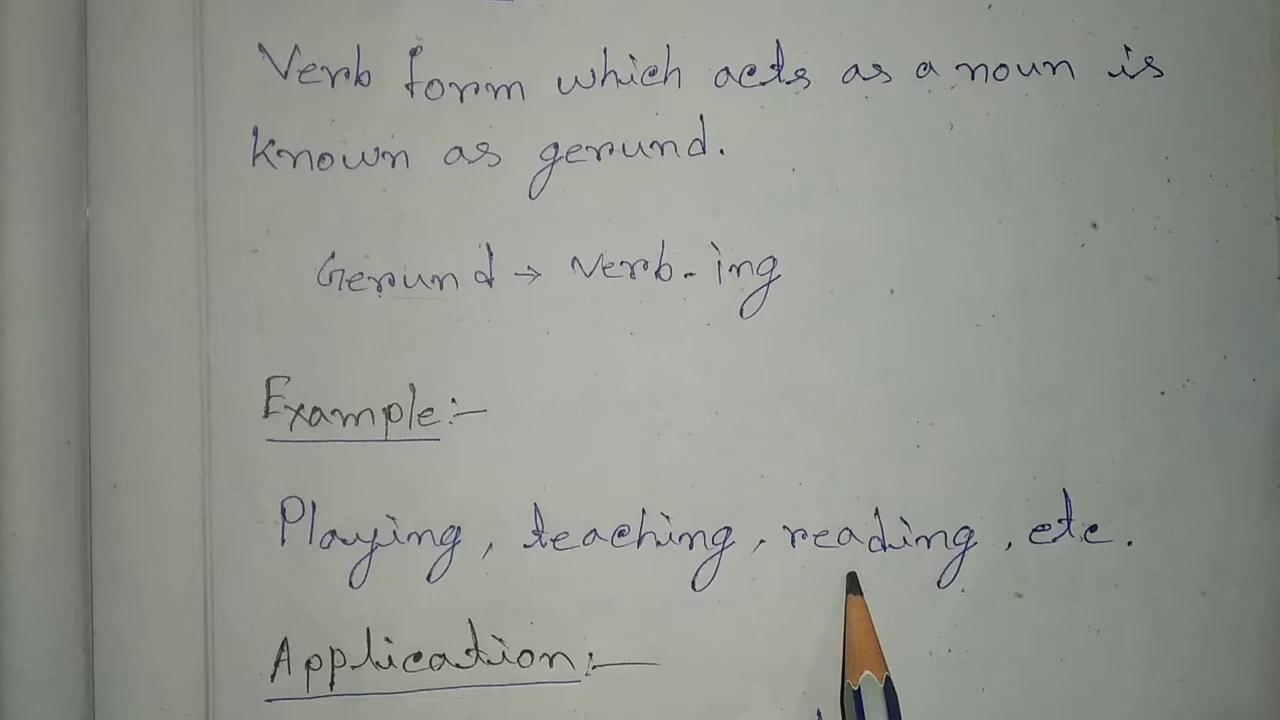 Verb form which acts as a noun is
known as gerund.
Gerund → verb-ing
Example:-
Playing, teaching, reading, etc.
Application:-